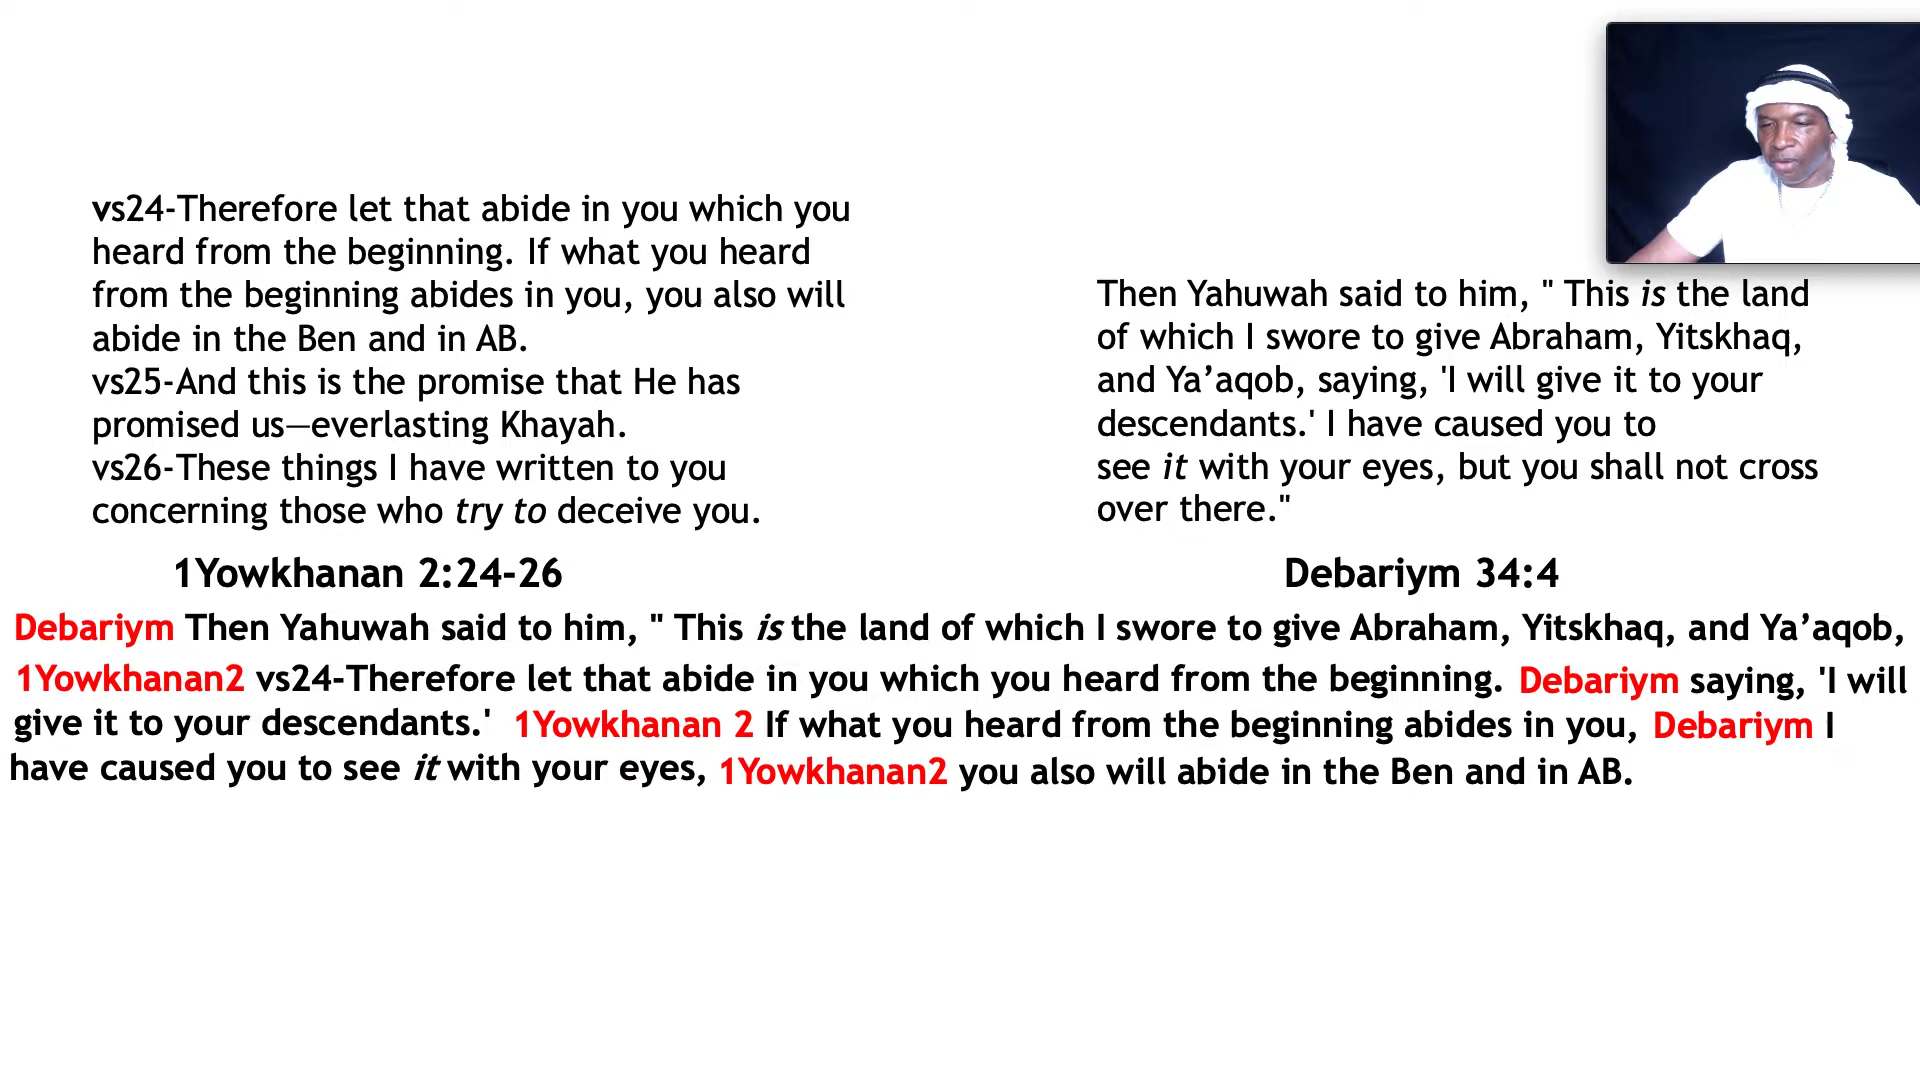 vs24-Therefore let that abide in you which you
heard from the beginning. If what you heard
from the beginning abides in you, you also will
abide in the Ben and in AB.
vs25-And this is the promise that He has
promised us—everlasting Khayah.
vs26-These things I have written to you
concerning those who try to deceive you.
1Yowkhanan 2:24-26
Then Yahuwah said to him, " This is the land
of which I swore to give Abraham, Yitskhaq,
and Ya’aqob, saying, 'I will give it to your
descendants.' I have caused you to
see it with your eyes, but you shall not cross
over there."
Debariym 34:4
Debariym Then Yahuwah said to him, " This is the land of which I swore to give Abraham, Yitskhaq, and Ya’aqob,
1Yowkhanan2 vs24-Therefore let that abide in you which you heard from the beginning. Debariym saying, 'I will
give it to your descendants.' 1Yowkhanan 2 If what you heard from the beginning abides in you, Debariym I
have caused you to see it with your eyes, 1Yowkhanan2 you also will abide in the Ben and in AB.